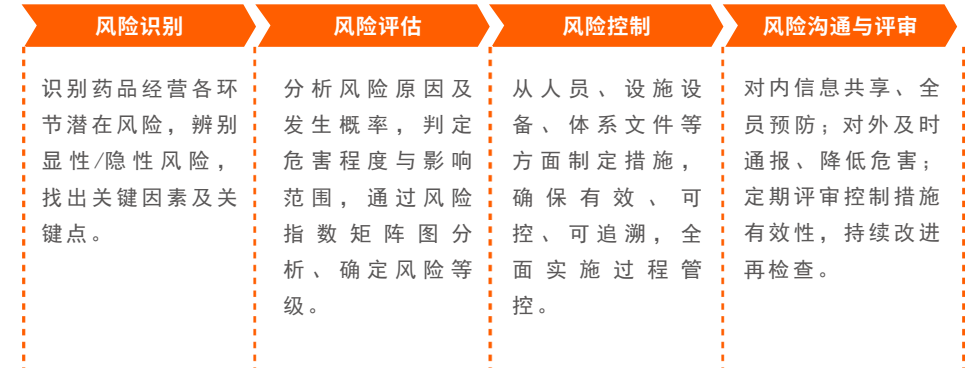 风险识别
风险评估
风险控制
风险沟通与评审
识别药品经营各环
节潜在风险，辨别
显性/隐性风险，
找出关键因素及关
键点。
分析风险原因及
发生概率，判定
危害程度与影响
范围，通过风险
指数矩阵图分
析、确定风险等
级。
从人员、设施设
备、体系文件等
方面制定措施，
确保有效、可
控、可追溯，全
面实施过程管
控。
对内信息共享、全
员预防；对外及时
通报、降低危害；
定期评审控制措施
有效性，持续改进
再检查。